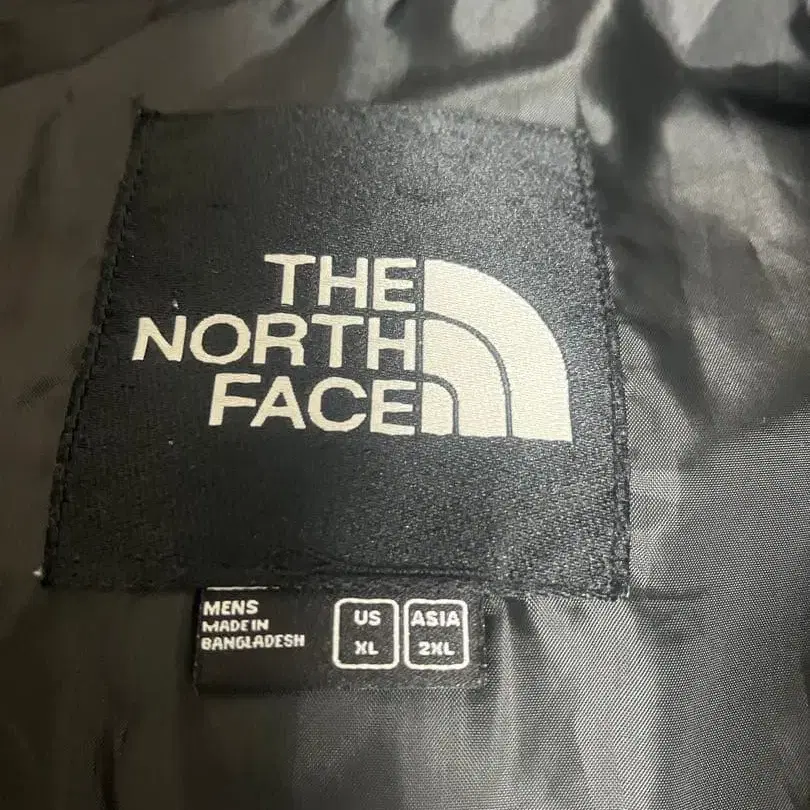 THE
NORTH
FACE
MENS
MADE IN
BANGLADESH
US
XL
ASIA
2XL